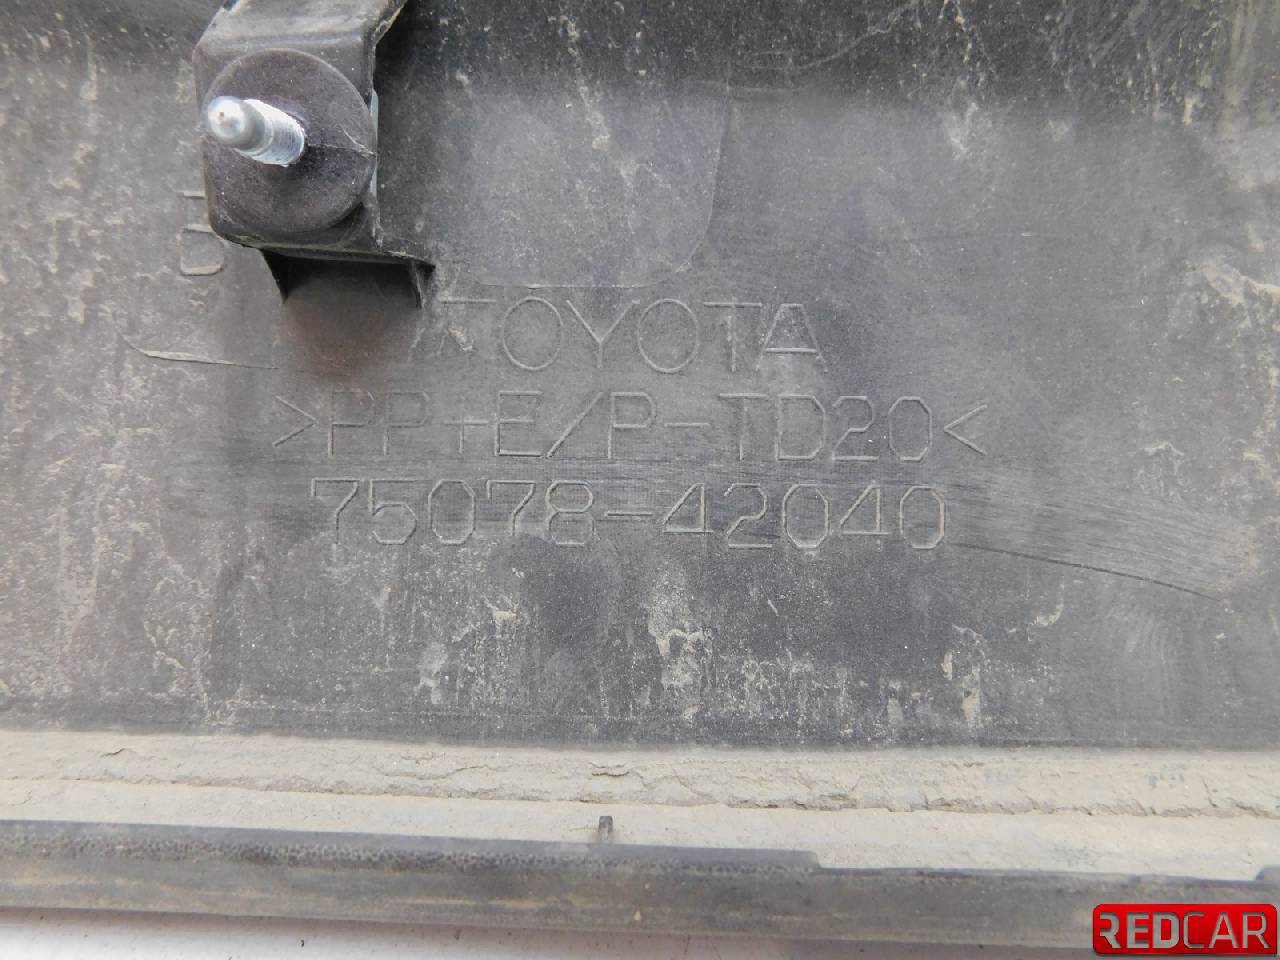 TOYOTA
>PP+E/P-TD20<
75078-42040
REDCAR